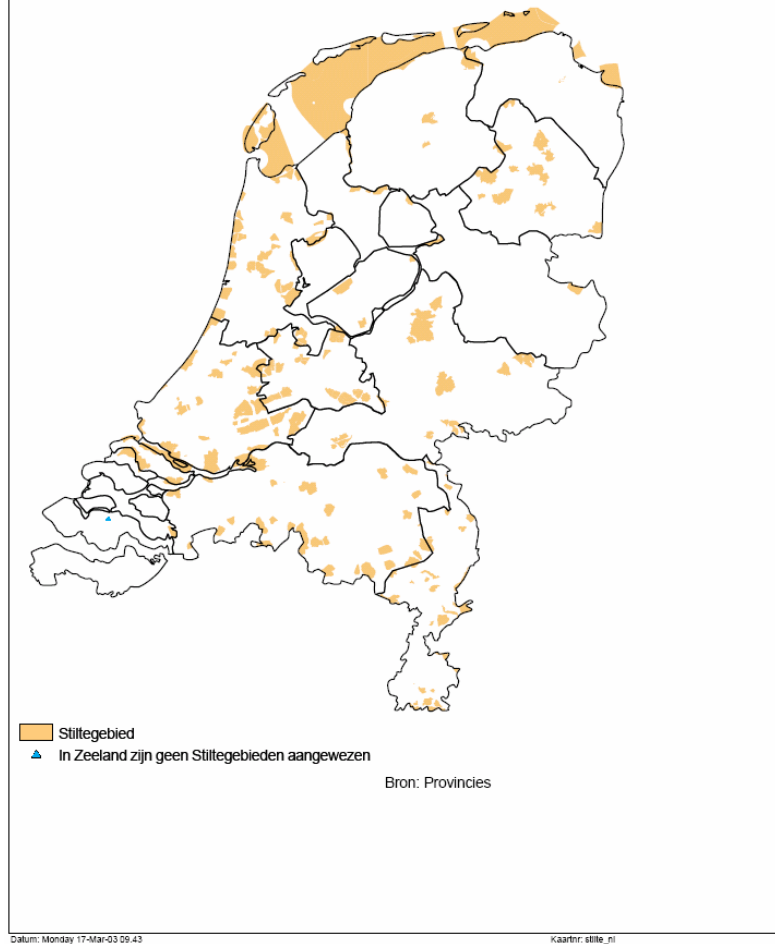 Stiltegebied
In Zeeland zijn geen Stiltegebieden aangewezen
Bron: Provincies
Datum: Monday 17-Mar-03 09.43
Kaartnr: stilte_nl